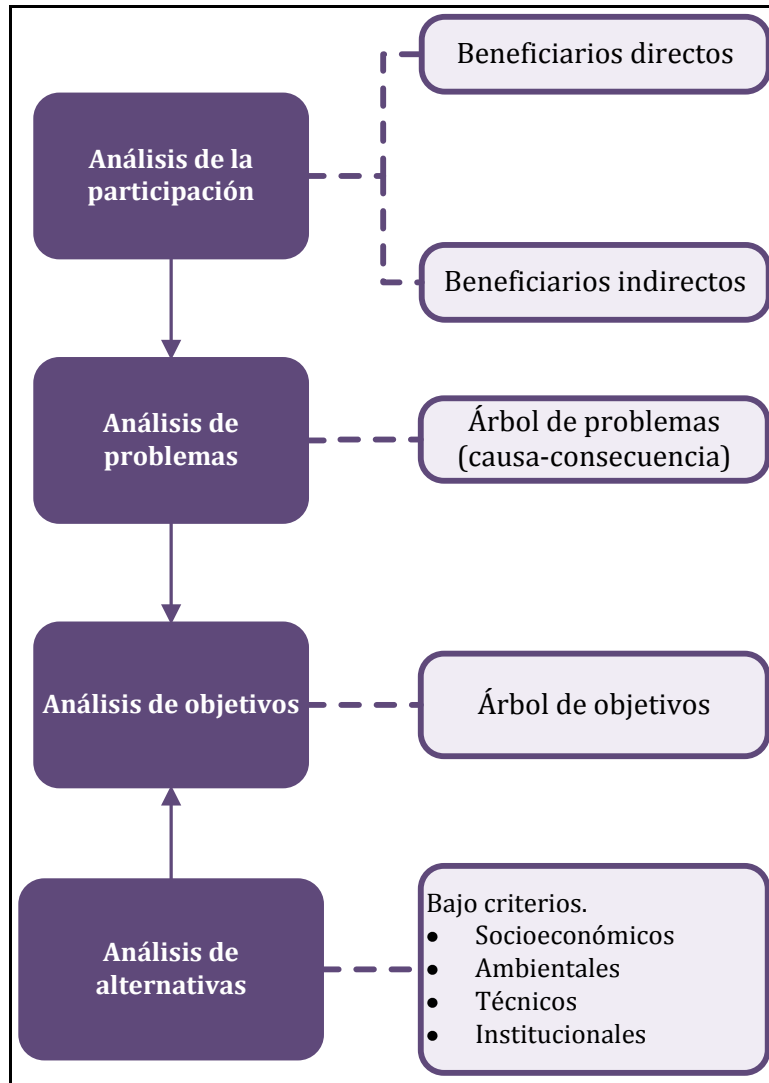 Beneficiarios directos
Análisis de la
participación
Beneficiarios indirectos
Análisis de
problemas
Árbol de problemas
(causa-consecuencia)
Análisis de objetivos
Árbol de objetivos
Análisis de
alternativas
Bajo criterios.
• Socioeconómicos
• Ambientales
• Técnicos
• Institucionales